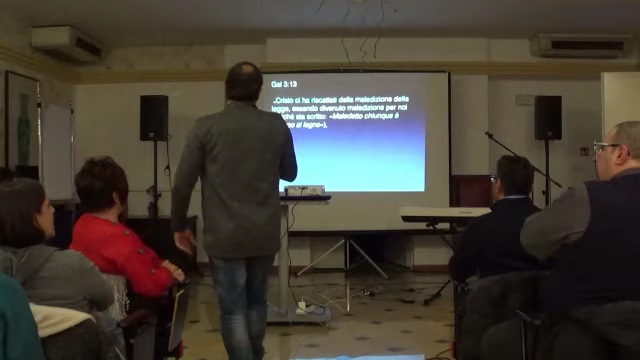 Gal 3:13
«Cristo ci ha riscattati dalla maledizione della
legge, essendo divenuto maledizione per noi
sta scritto: «Maledetto chiunque è
al legno»),